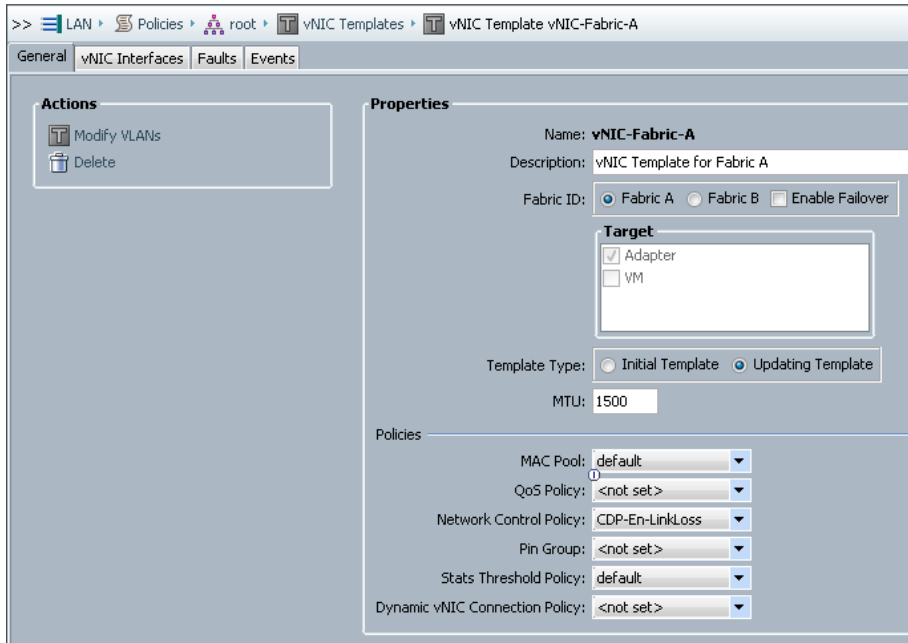 >> LAN Policies root vNIC Templates vNIC Template vNIC-Fabric-A
General vNIC Interfaces Faults Events
Actions
Modify VLANs
Delete
Properties
Name: vNIC-Fabric-A
Description: vNIC Template for Fabric A
Fabric ID: Fabric A Fabric B Enable Failover
Target
Adapter
VM
Template Type: Initial Template Updating Template
MTU: 1500
Policies
MAC Pool: default
QoS Policy: <not set>
Network Control Policy: CDP-En-LinkLoss
Pin Group: <not set>
Stats Threshold Policy: default
Dynamic vNIC Connection Policy: <not set>